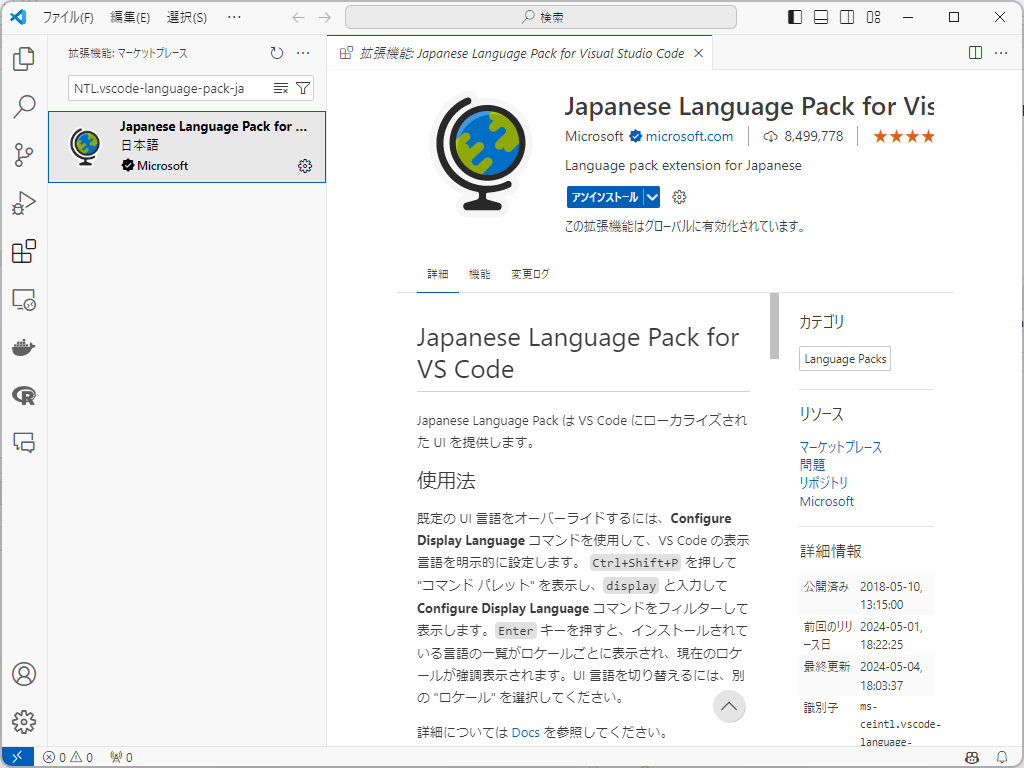 ファイル(F) 編集(E) 選択(S) ··· 検索
拡張機能: マーケットプレース
NTL.vscode-language-pack-ja
Japanese Language Pack for ...
日本語
Microsoft
拡張機能: Japanese Language Pack for Visual Studio Code
Japanese Language Pack for Vis
Microsoft microsoft.com 8,499,778
Language pack extension for Japanese
アンインストール
この拡張機能はグローバルに有効化されています。
詳細 機能 変更ログ
Japanese Language Pack for
VS Code
Japanese Language Pack は VS Code にローカライズされ
た UI を提供します。
使用法
既定の UI 言語をオーバーライドするには、Configure
Display Language コマンドを使用して、VS Code の表示
言語を明示的に設定します。 Ctrl+Shift+P を押して
"コマンド パレット" を表示し、display と入力して
Configure Display Language コマンドをフィルターして
表示します。Enter キーを押すと、インストールされて
いる言語の一覧がロケールごとに表示され、現在のロケ
ールが強調表示されます。UI 言語を切り替えるには、別
の "ロケール" を選択してください。
詳細については Docs を参照してください。
カテゴリ
Language Packs
リソース
マーケットプレース
問題
リポジトリ
Microsoft
詳細情報
公開済み 2018-05-10,
13:15:00
前回のリリ 2024-05-01,
ース日 18:22:25
最終更新 2024-05-04,
18:03:37
識別子 ms-
ceintl.vscode-
language-
0 0 0